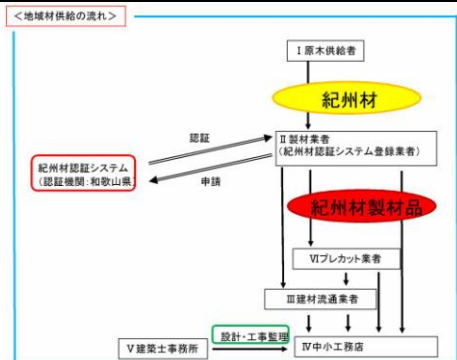 ＜地域材供給の流れ＞
Ⅰ原木供給者
紀州材
認証
Ⅱ製材業者
（紀州材認証システム登録業者）
紀州材認証システム
（認証機関：和歌山県）
申請
紀州材製材品
Ⅵプレカット業者
Ⅲ建材流通業者
設計・工事監理
Ⅴ建築士事務所
Ⅳ中小工務店